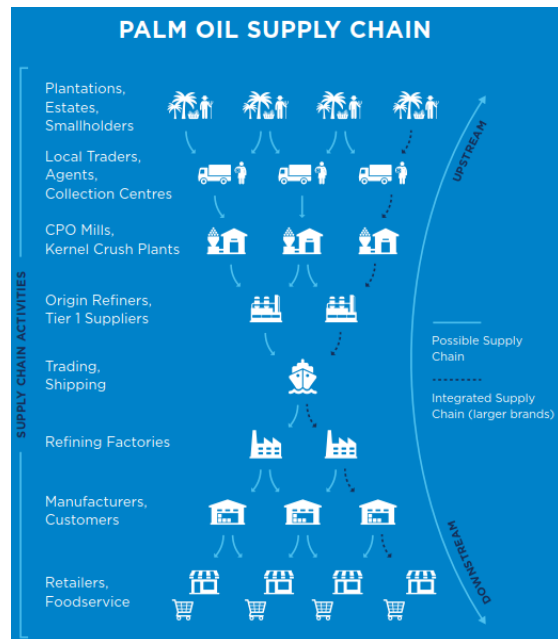 PALM OIL SUPPLY CHAIN
Plantations,
Estates,
Smallholders
Local Traders,
Agents,
Collection Centres
CPO Mills,
Kernel Crush Plants
Origin Refiners,
Tier 1 Suppliers
Trading,
Shipping
Refining Factories
Manufacturers,
Customers
Retailers,
Foodservice
SUPPLY CHAIN ACTIVITIES
UPSTREAM
Possible Supply
Chain
Integrated Supply
Chain (larger brands)
DOWNSTREAM